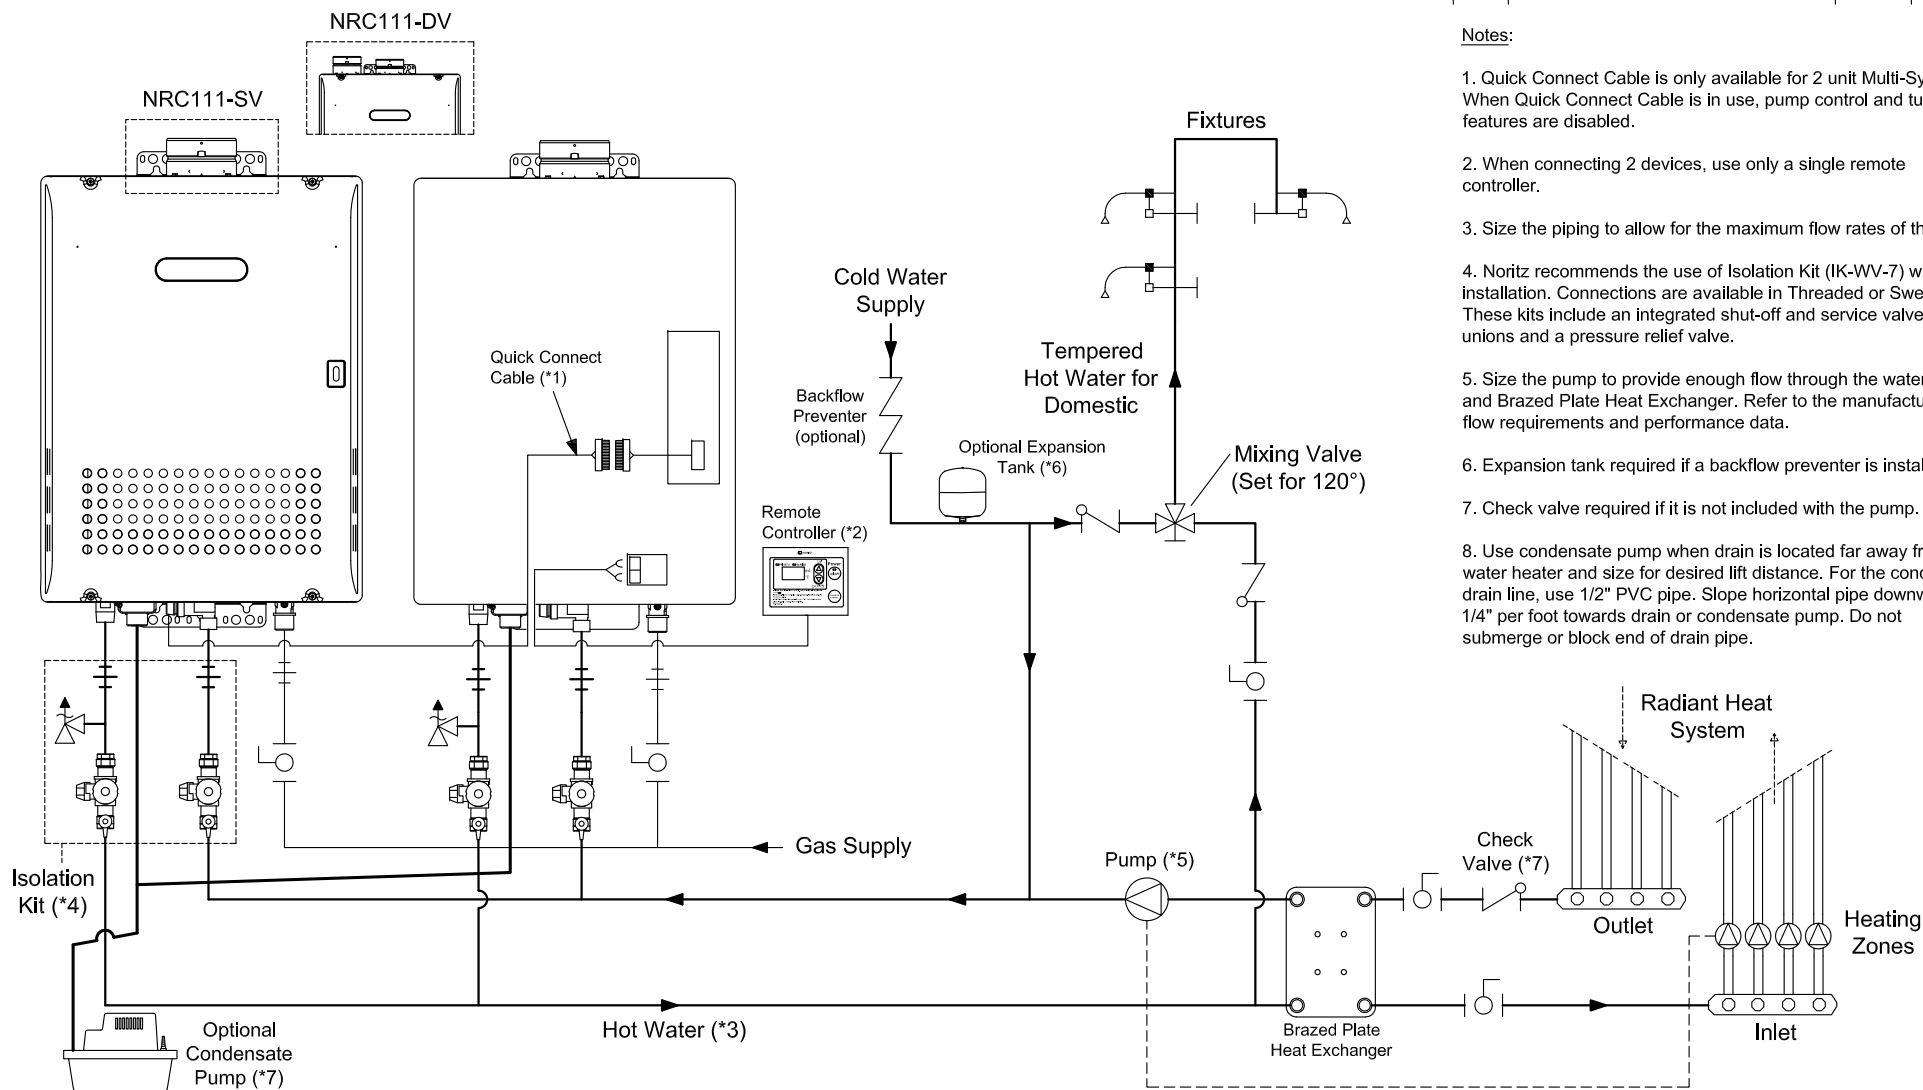 NRC111-DV
NRC111-SV
Notes:
1. Quick Connect Cable is only available for 2 unit Multi-Sy
When Quick Connect Cable is in use, pump control and tu
features are disabled.
2. When connecting 2 devices, use only a single remote
controller.
3. Size the piping to allow for the maximum flow rates of th
4. Noritz recommends the use of Isolation Kit (IK-WV-7) w
installation. Connections are available in Threaded or Swe
These kits include an integrated shut-off and service valve
unions and a pressure relief valve.
5. Size the pump to provide enough flow through the water
and Brazed Plate Heat Exchanger. Refer to the manufactu
flow requirements and performance data.
6. Expansion tank required if a backflow preventer is instal
7. Check valve required if it is not included with the pump.
8. Use condensate pump when drain is located far away fr
water heater and size for desired lift distance. For the cond
drain line, use 1/2" PVC pipe. Slope horizontal pipe downw
1/4" per foot towards drain or condensate pump. Do not
submerge or block end of drain pipe.
Fixtures
Cold Water
Supply
Quick Connect
Cable (*1)
Backflow
Preventer
(optional)
Tempered
Hot Water for
Domestic
Optional Expansion
Tank (*6)
Mixing Valve
(Set for 120°)
Remote
Controller (*2)
Radiant Heat
System
Gas Supply
Isolation
Kit (*4)
Pump (*5)
Check
Valve (*7)
Outlet
Heating
Zones
Hot Water (*3)
Brazed Plate
Heat Exchanger
Inlet
Optional
Condensate
Pump (*7)